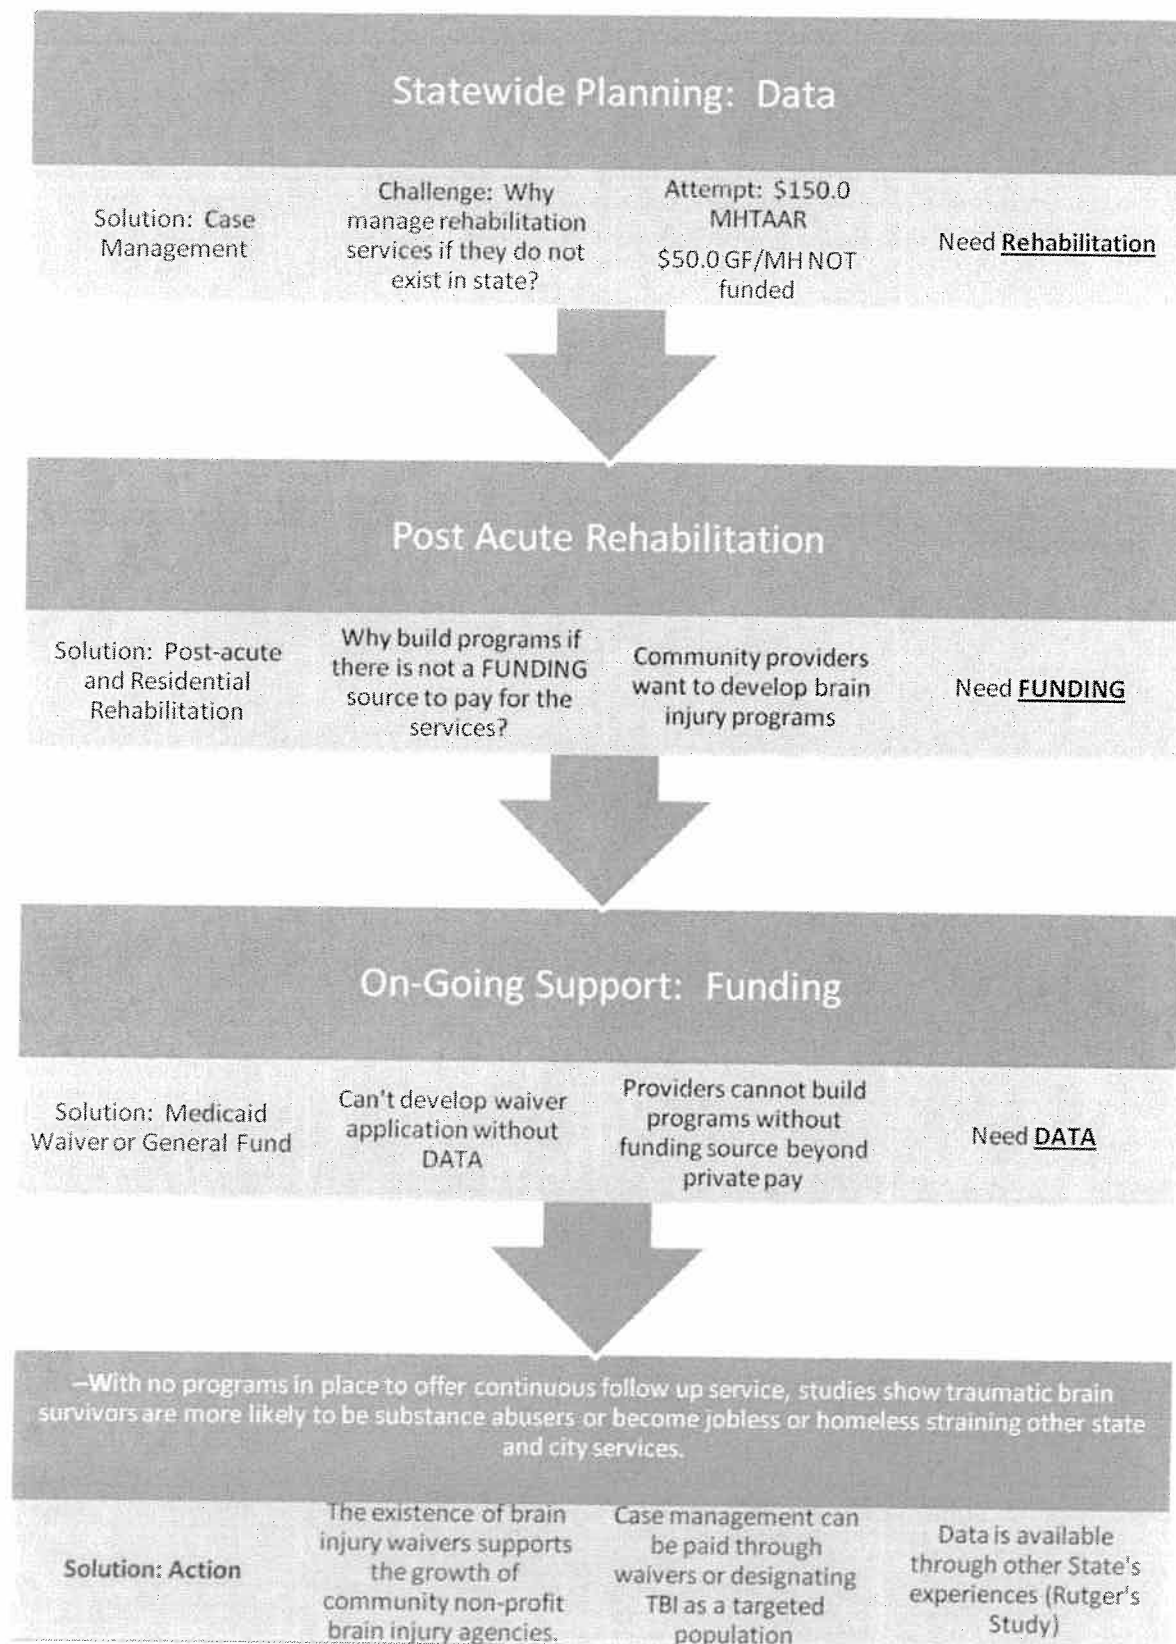 Statewide Planning: Data
Solution: Case
Management
Challenge: Why
manage rehabilitation
services if they do not
exist in state?
Attempt: $150.0
MHTAAR
$50.0 GF/MH NOT
funded
Need Rehabilitation
Post Acute Rehabilitation
Solution: Post-acute
and Residential
Rehabilitation
Why build programs if
there is not a FUNDING
source to pay for the
services?
Community providers
want to develop brain
injury programs
Need FUNDING
On-Going Support: Funding
Solution: Medicaid
Waiver or General Fund
Can't develop waiver
application without
DATA
Providers cannot build
programs without
funding source beyond
private pay
Need DATA
–With no programs in place to offer continuous follow up service, studies show traumatic brain
survivors are more likely to be substance abusers or become jobless or homeless straining other state
and city services.
Solution: Action
The existence of brain
injury waivers supports
the growth of
community non-profit
brain injury agencies.
Case management can
be paid through
waivers or designating
TBI as a targeted
population
Data is available
through other State's
experiences (Rutger's
Study)